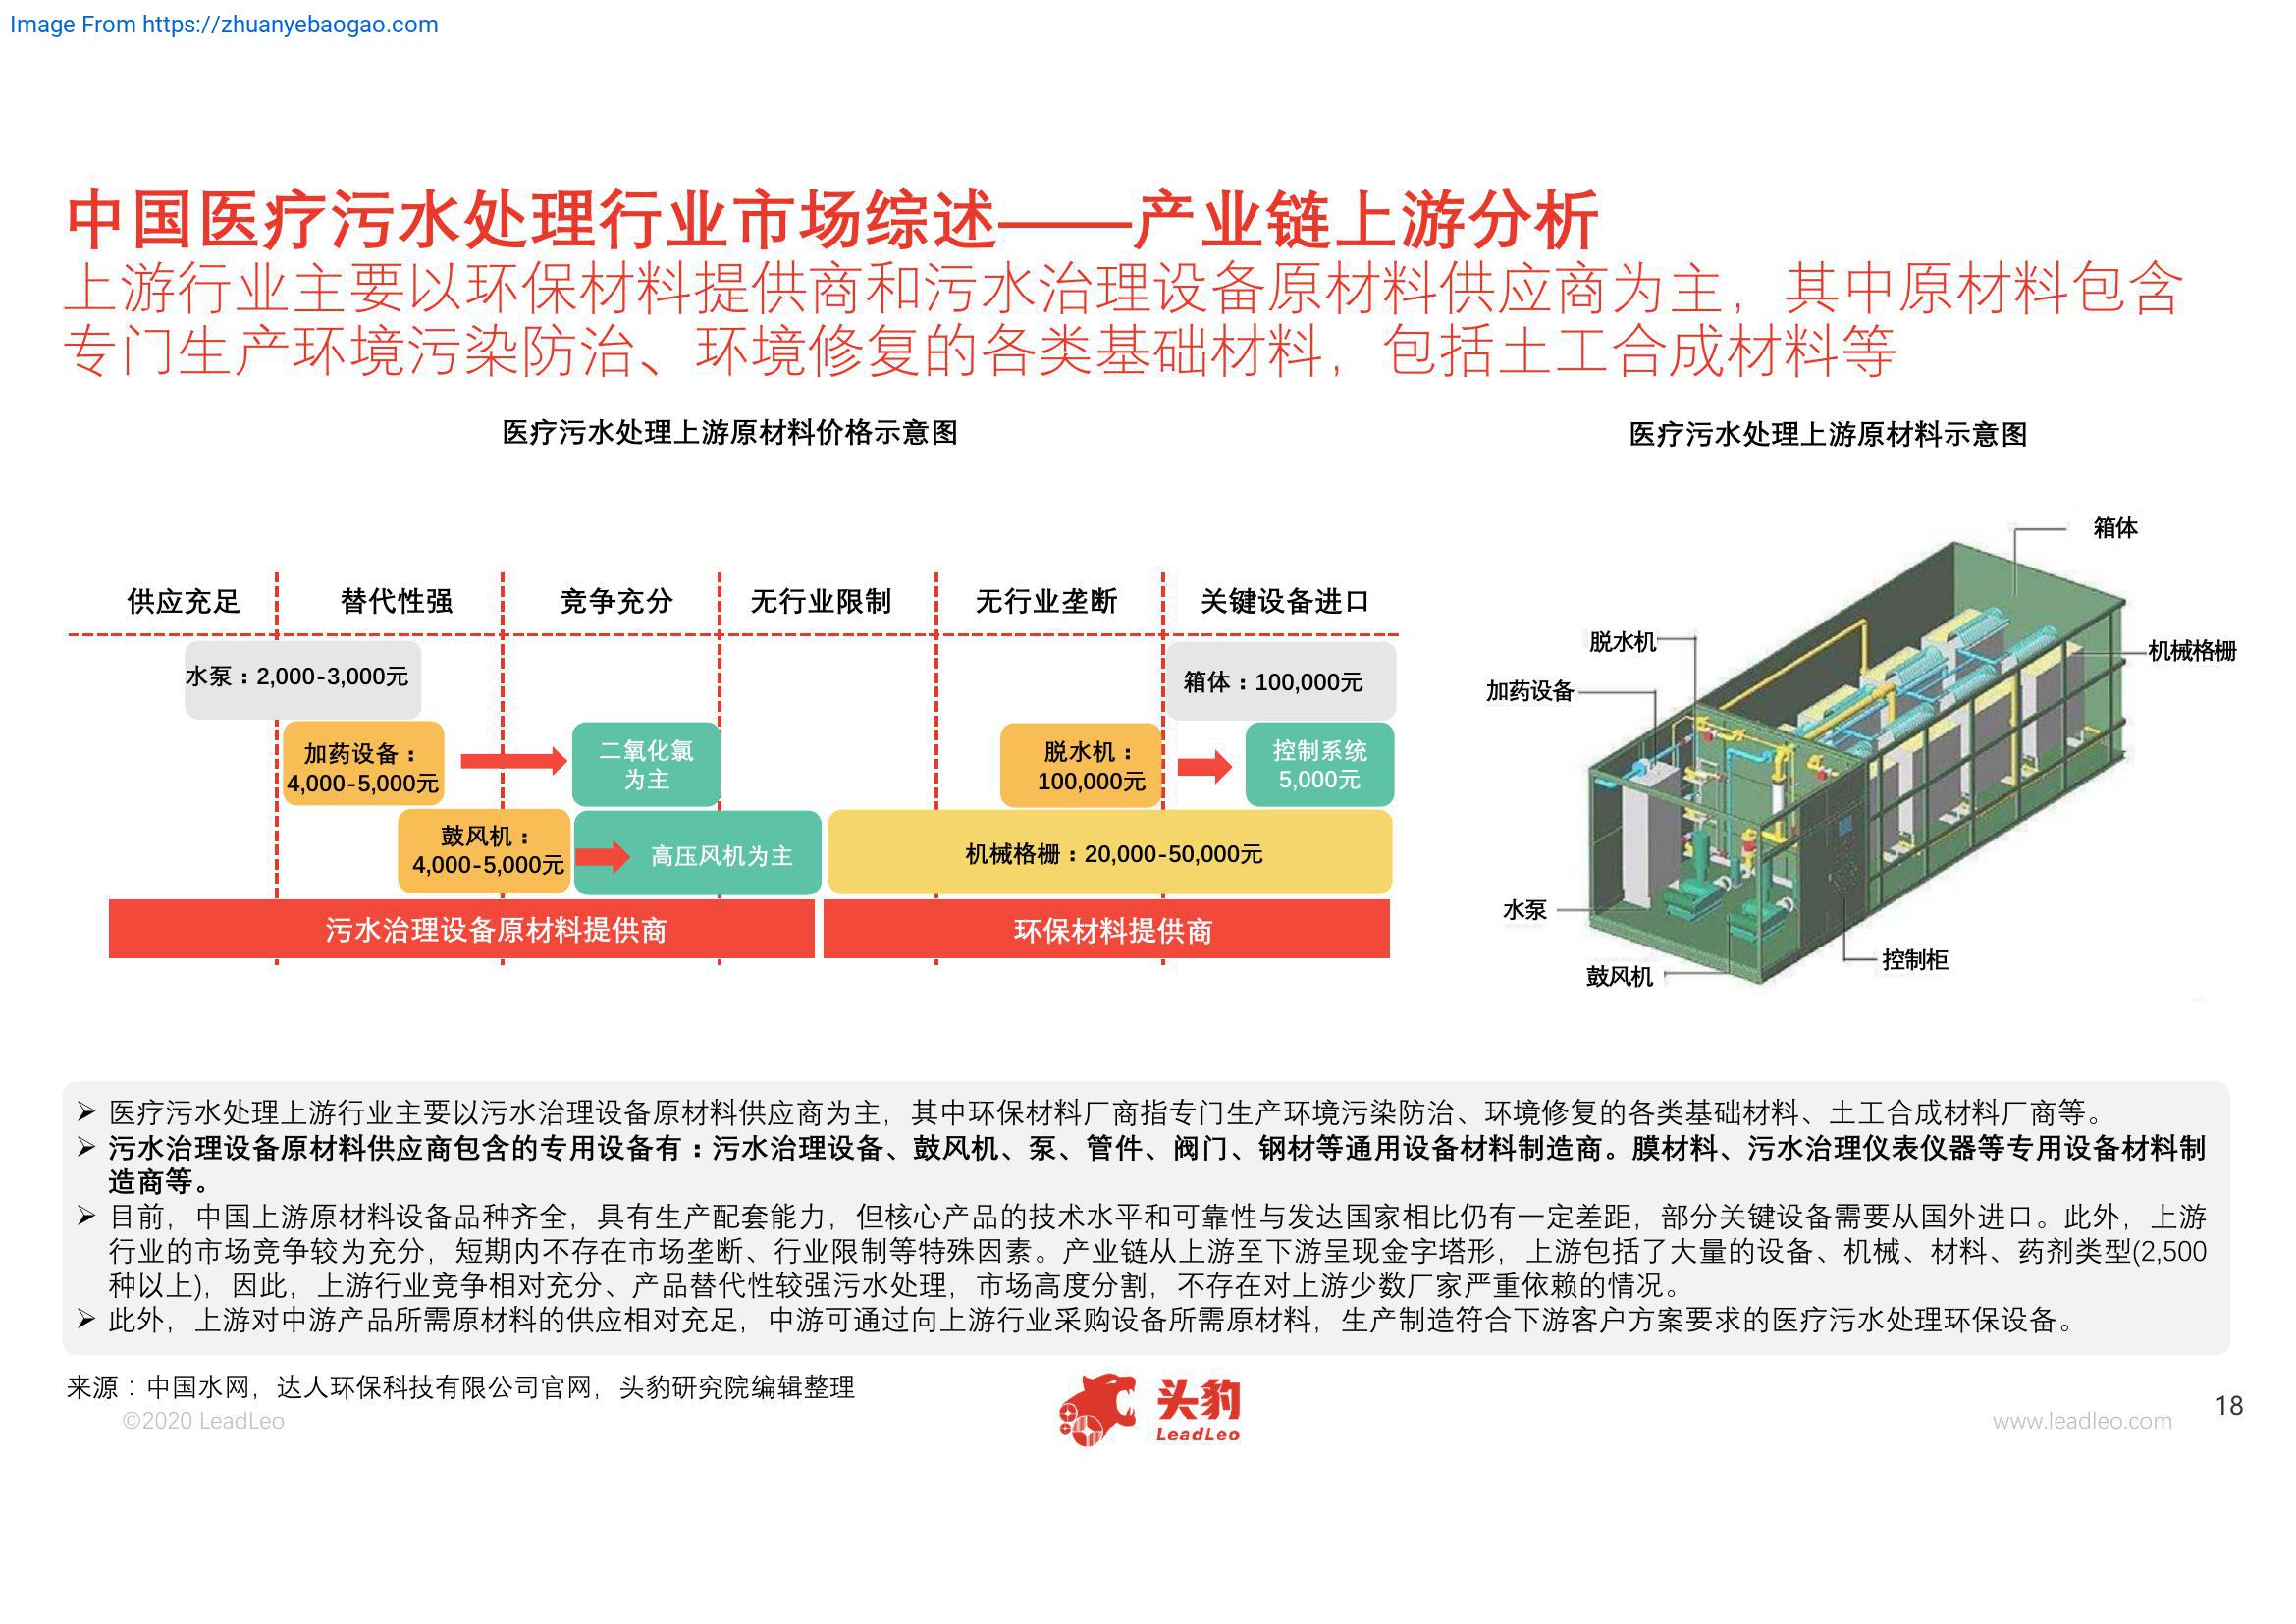 Image From https://zhuanyebaogao.com
中国医疗污水处理行业市场综述——产业链上游分析
上游行业主要以环保材料提供商和污水治理设备原材料供应商为主，其中原材料包含
专门生产环境污染防治、环境修复的各类基础材料，包括土工合成材料等
医疗污水处理上游原材料价格示意图
供应充足 替代性强 竞争充分 无行业限制 无行业垄断 关键设备进口
水泵：2,000-3,000元
箱体：100,000元
加药设备：
4,000-5,000元
二氧化氯
为主
脱水机：
100,000元
控制系统
5,000元
鼓风机：
4,000-5,000元
高压风机为主
机械格栅：20,000-50,000元
污水治理设备原材料提供商
环保材料提供商
医疗污水处理上游原材料示意图
箱体
脱水机
机械格栅
加药设备
水泵
控制柜
鼓风机
➢ 医疗污水处理上游行业主要以污水治理设备原材料供应商为主，其中环保材料厂商指专门生产环境污染防治、环境修复的各类基础材料、土工合成材料厂商等。
➢ 污水治理设备原材料供应商包含的专用设备有：污水治理设备、鼓风机、泵、管件、阀门、钢材等通用设备材料制造商。膜材料、污水治理仪表仪器等专用设备材料制
造商等。
➢ 目前，中国上游原材料设备品种齐全，具有生产配套能力，但核心产品的技术水平和可靠性与发达国家相比仍有一定差距，部分关键设备需要从国外进口。此外，上游
行业的市场竞争较为充分，短期内不存在市场垄断、行业限制等特殊因素。产业链从上游至下游呈现金字塔形，上游包括了大量的设备、机械、材料、药剂类型(2,500
种以上)，因此，上游行业竞争相对充分、产品替代性较强污水处理，市场高度分割，不存在对上游少数厂家严重依赖的情况。
➢ 此外，上游对中游产品所需原材料的供应相对充足，中游可通过向上游行业采购设备所需原材料，生产制造符合下游客户方案要求的医疗污水处理环保设备。
来源：中国水网，达人环保科技有限公司官网，头豹研究院编辑整理
©2020 LeadLeo
头豹
LeadLeo
www.leadleo.com
18